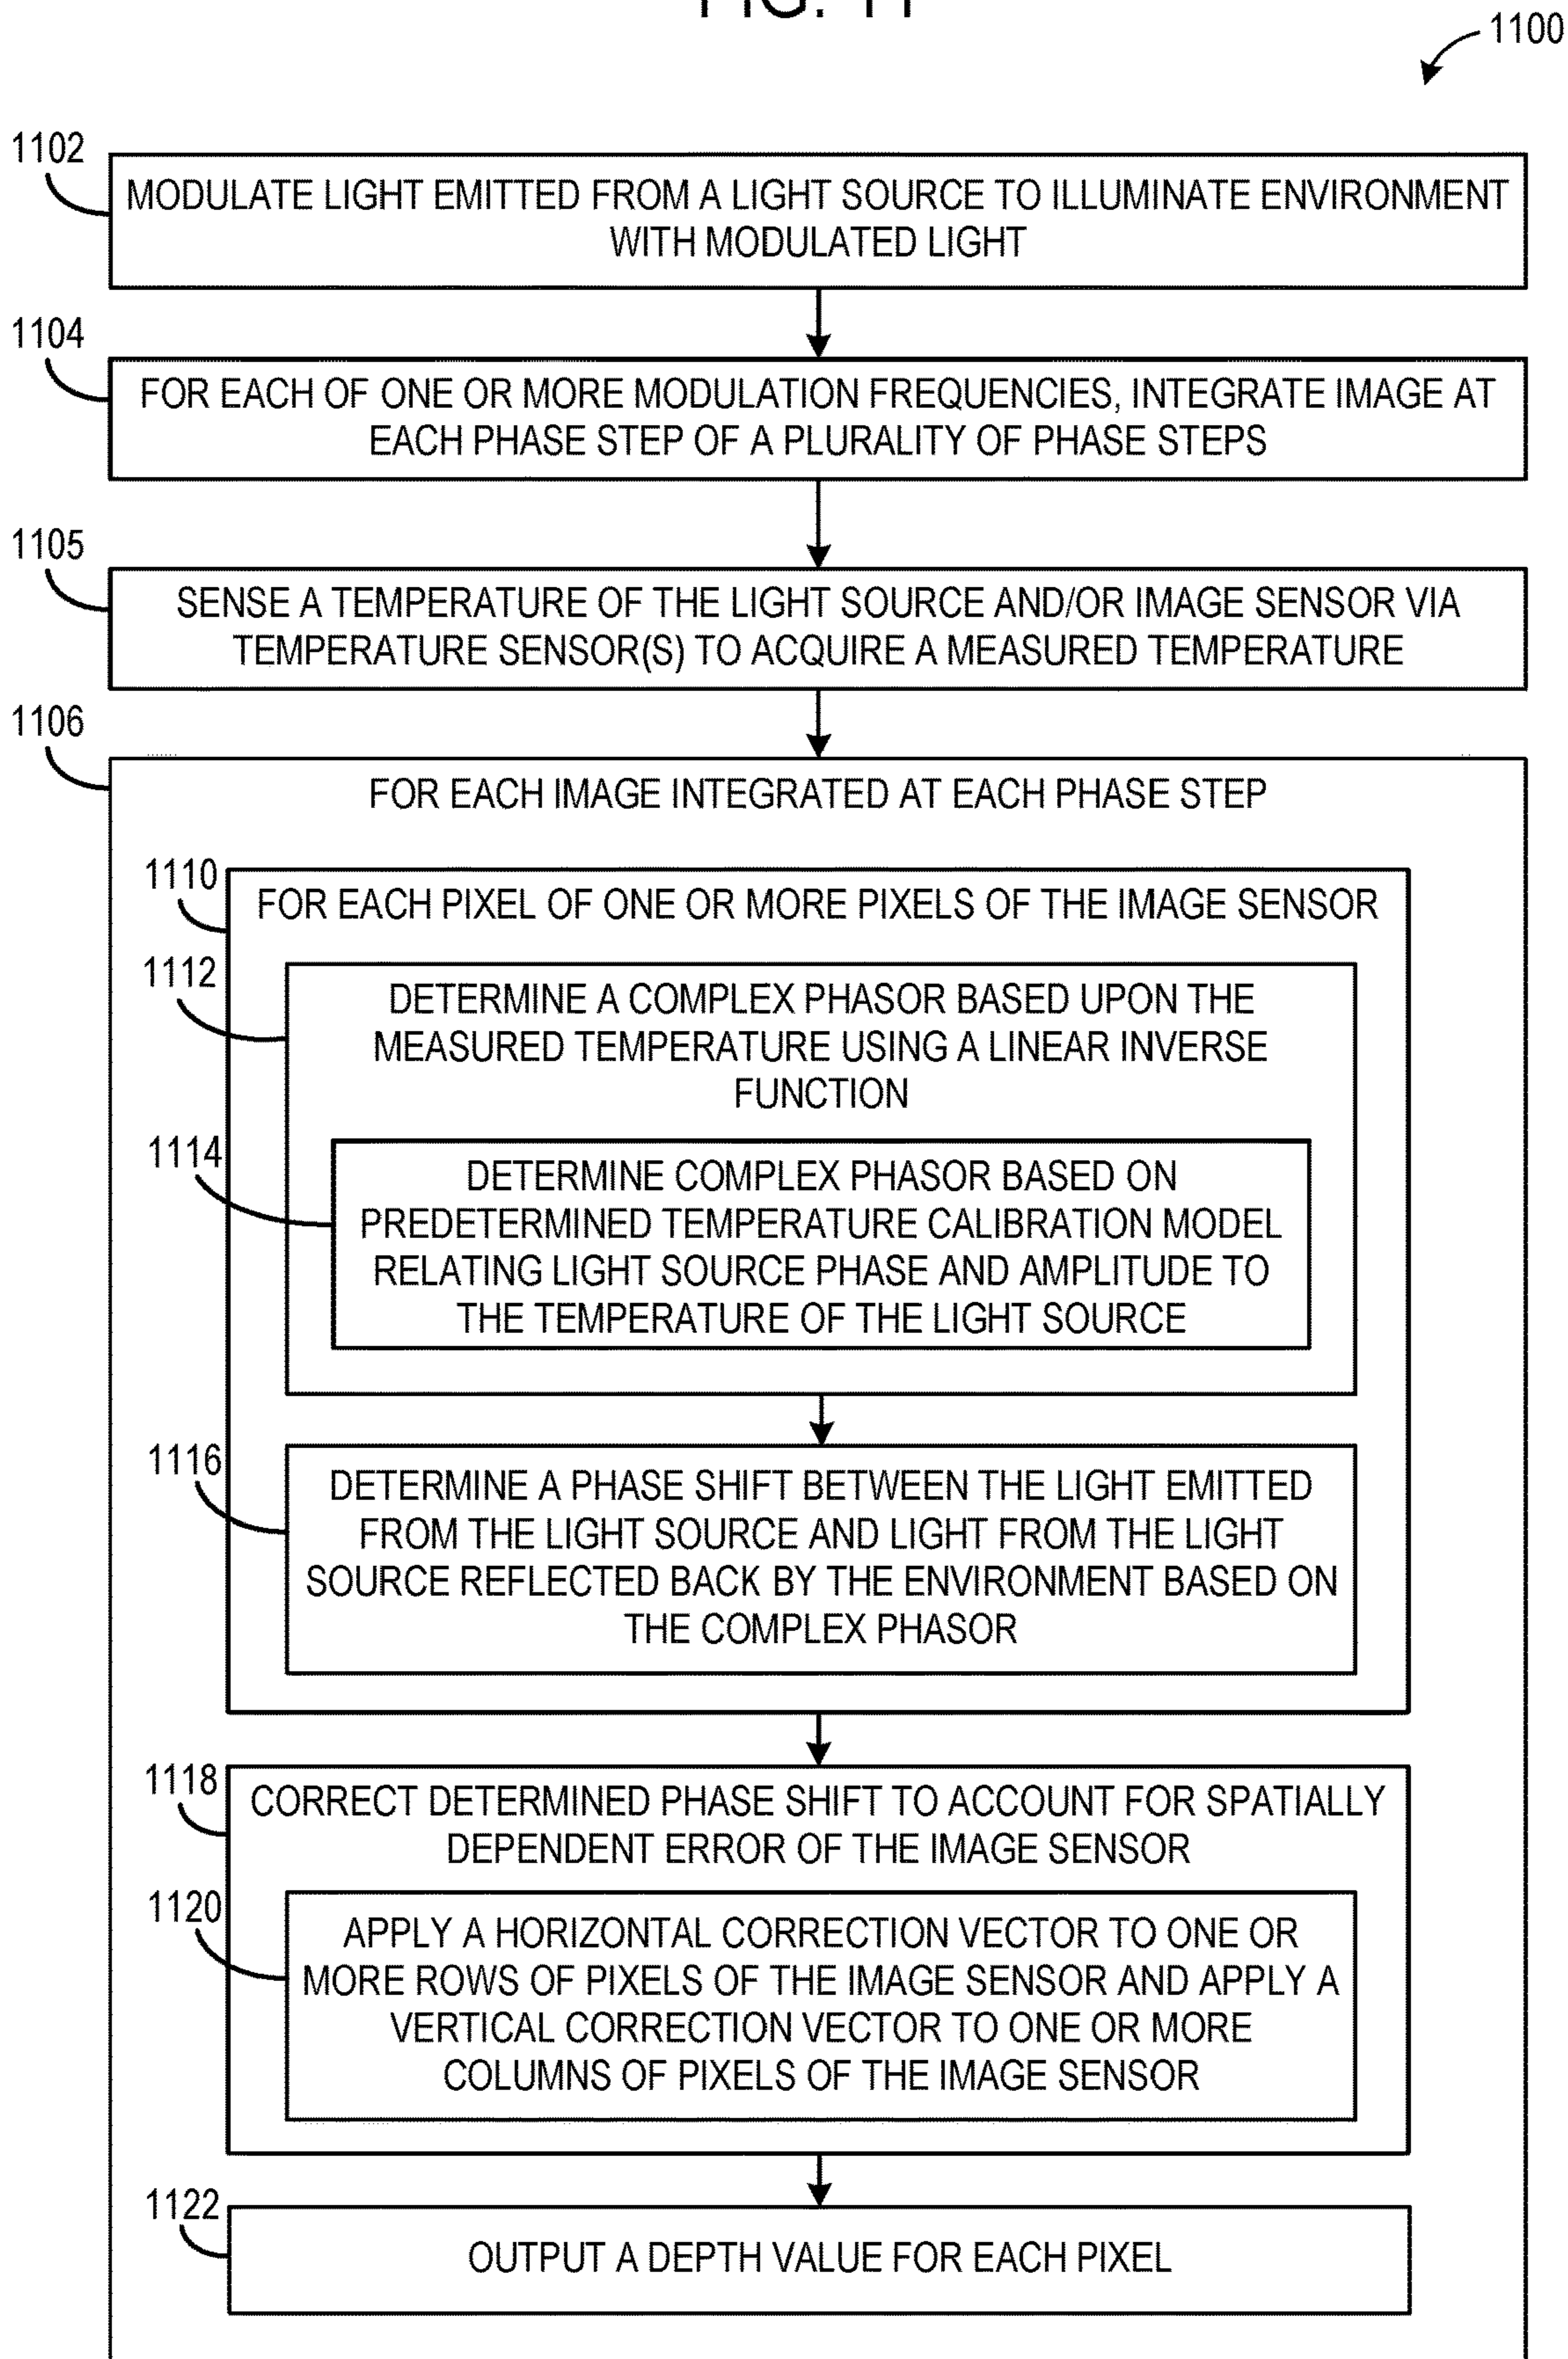 FIG. 11
1100
1102
MODULATE LIGHT EMITTED FROM A LIGHT SOURCE TO ILLUMINATE ENVIRONMENT
WITH MODULATED LIGHT
1104
FOR EACH OF ONE OR MORE MODULATION FREQUENCIES, INTEGRATE IMAGE AT
EACH PHASE STEP OF A PLURALITY OF PHASE STEPS
1105
SENSE A TEMPERATURE OF THE LIGHT SOURCE AND/OR IMAGE SENSOR VIA
TEMPERATURE SENSOR(S) TO ACQUIRE A MEASURED TEMPERATURE
1106
FOR EACH IMAGE INTEGRATED AT EACH PHASE STEP
1110
FOR EACH PIXEL OF ONE OR MORE PIXELS OF THE IMAGE SENSOR
1112
DETERMINE A COMPLEX PHASOR BASED UPON THE
MEASURED TEMPERATURE USING A LINEAR INVERSE
FUNCTION
1114
DETERMINE COMPLEX PHASOR BASED ON
PREDETERMINED TEMPERATURE CALIBRATION MODEL
RELATING LIGHT SOURCE PHASE AND AMPLITUDE TO
THE TEMPERATURE OF THE LIGHT SOURCE
1116
DETERMINE A PHASE SHIFT BETWEEN THE LIGHT EMITTED
FROM THE LIGHT SOURCE AND LIGHT FROM THE LIGHT
SOURCE REFLECTED BACK BY THE ENVIRONMENT BASED ON
THE COMPLEX PHASOR
1118
CORRECT DETERMINED PHASE SHIFT TO ACCOUNT FOR SPATIALLY
DEPENDENT ERROR OF THE IMAGE SENSOR
1120
APPLY A HORIZONTAL CORRECTION VECTOR TO ONE OR
MORE ROWS OF PIXELS OF THE IMAGE SENSOR AND APPLY A
VERTICAL CORRECTION VECTOR TO ONE OR MORE
COLUMNS OF PIXELS OF THE IMAGE SENSOR
1122
OUTPUT A DEPTH VALUE FOR EACH PIXEL